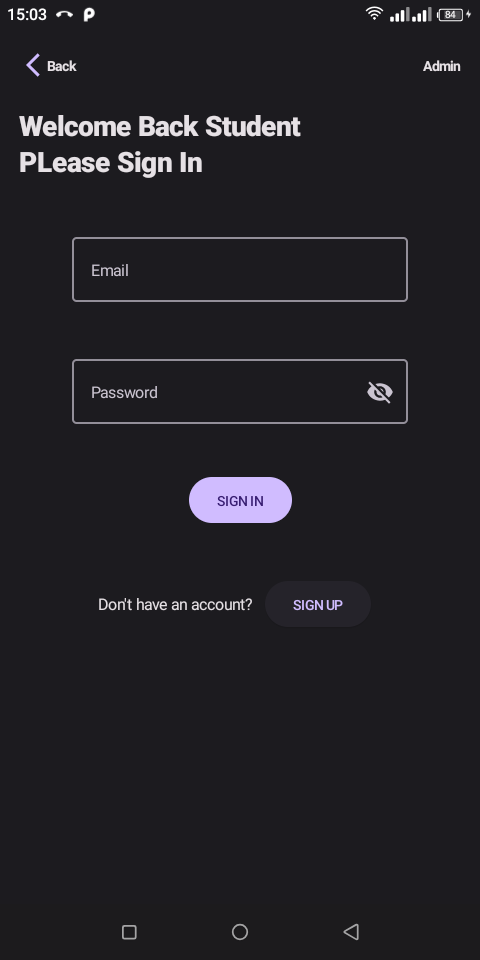 15:03
84
Back
Admin
Welcome Back Student
PLease Sign In
Email
Password
SIGN IN
Don't have an account?
SIGN UP